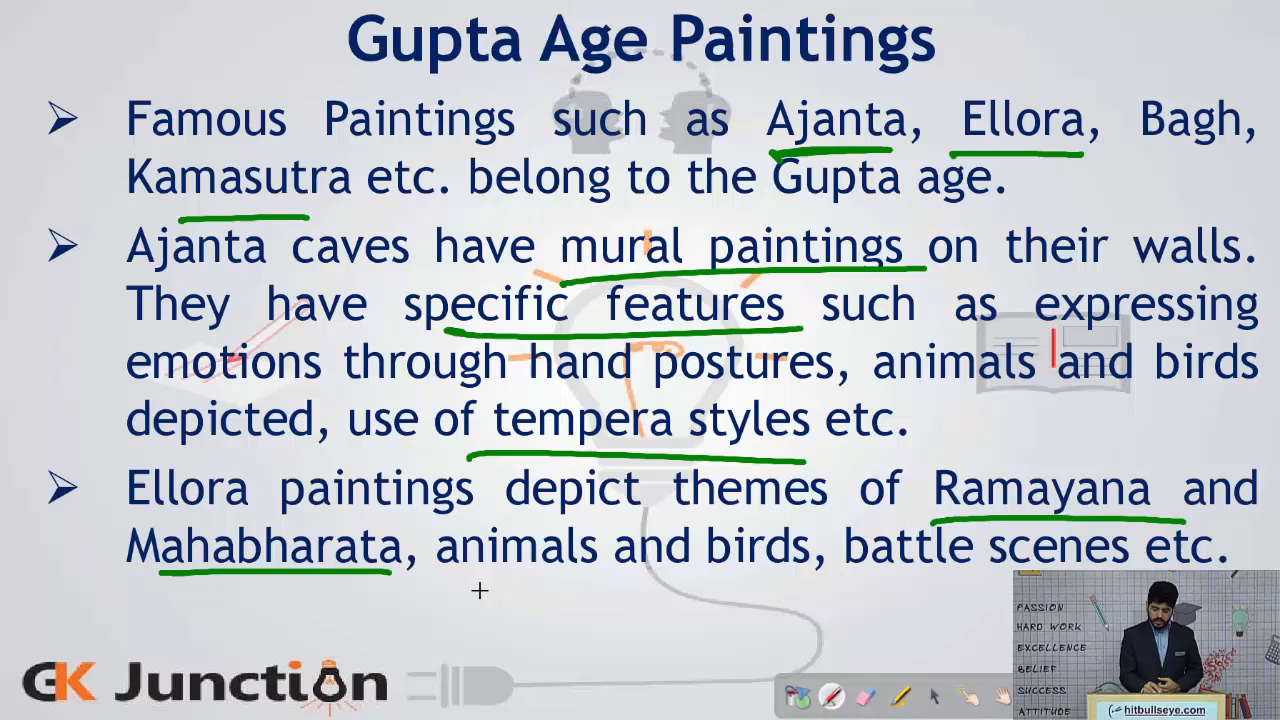 Gupta Age Paintings
Famous Paintings such as Ajanta, Ellora, Bagh,
Kamasutra etc. belong to the Gupta age.
Ajanta caves have mural paintings on their walls.
They have specific features such as expressing
emotions through hand postures, animals and birds
depicted, use of tempera styles etc.
Ellora paintings depict themes of Ramayana and
Mahabharata, animals and birds, battle scenes etc.
GK Junction
PASSION
HARD WORK
EXCELLENCE
BELIEF
SUCCESS
ATTITUDE
hitbullseye.com